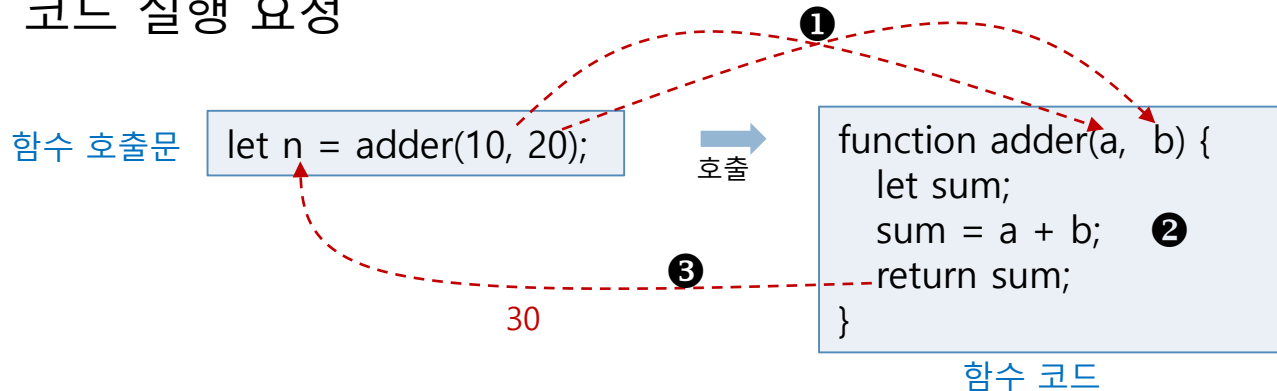 코드 실행 요청
❶
함수 호출문
let n = adder(10, 20);
호출
function adder(a, b) {
let sum;
sum = a + b; ❷
return sum;
}
❸
30
함수 코드